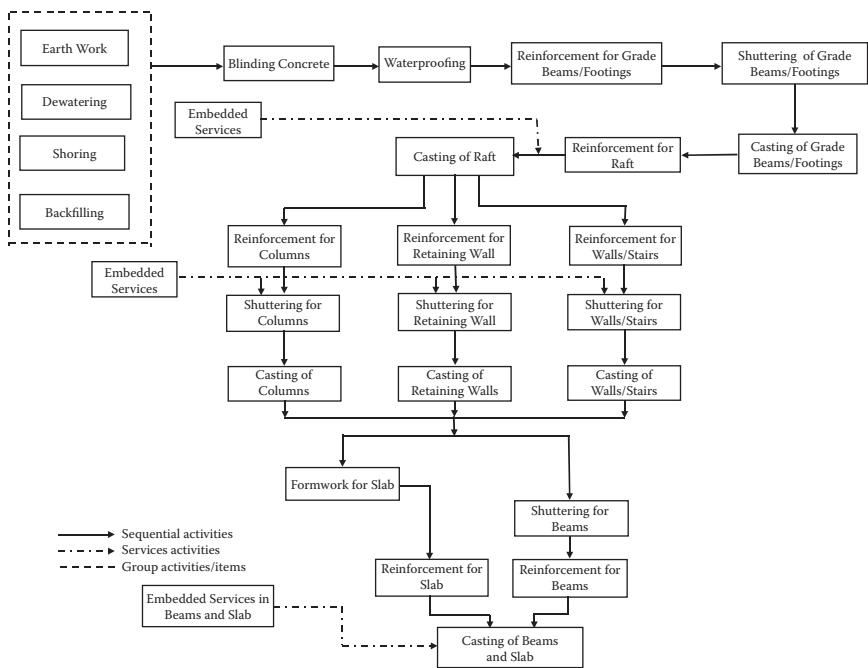 Earth Work
Dewatering
Shoring
Backfilling
Blinding Concrete
Waterproofing
Reinforcement for Grade
Beams/Footings
Shuttering of Grade
Beams/Footings
Embedded
Services
Casting of Raft
Reinforcement for
Raft
Casting of Grade
Beams/Footings
Reinforcement for
Columns
Reinforcement for
Retaining Wall
Reinforcement for
Walls/Stairs
Embedded
Services
Shuttering for
Columns
Shuttering for
Retaining Wall
Shuttering for
Walls/Stairs
Casting of
Columns
Casting of
Retaining Walls
Casting of
Walls/Stairs
Formwork for Slab
Shuttering for
Beams
Sequential activities
Services activities
Group activities/items
Reinforcement for
Slab
Reinforcement for
Beams
Embedded Services in
Beams and Slab
Casting of Beams
and Slab